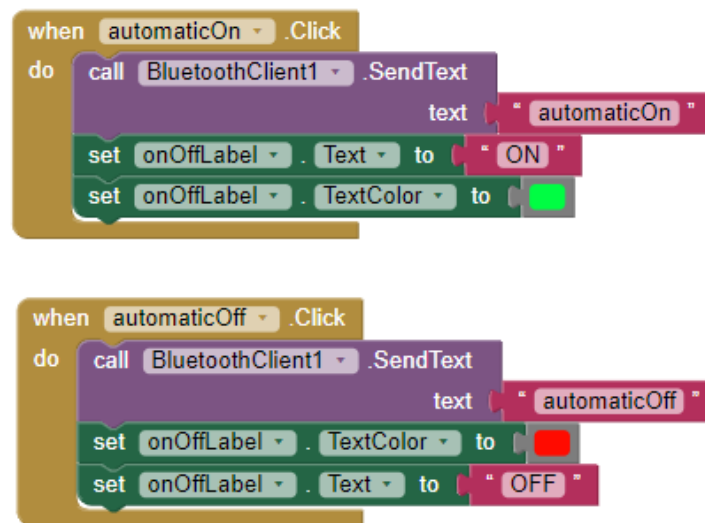 when automaticOn .Click
do call BluetoothClient1 .SendText
text " automaticOn "
set onOffLabel . Text to " ON "
set onOffLabel . TextColor to
when automaticOff .Click
do call BluetoothClient1 .SendText
text " automaticOff "
set onOffLabel . TextColor to
set onOffLabel . Text to " OFF "